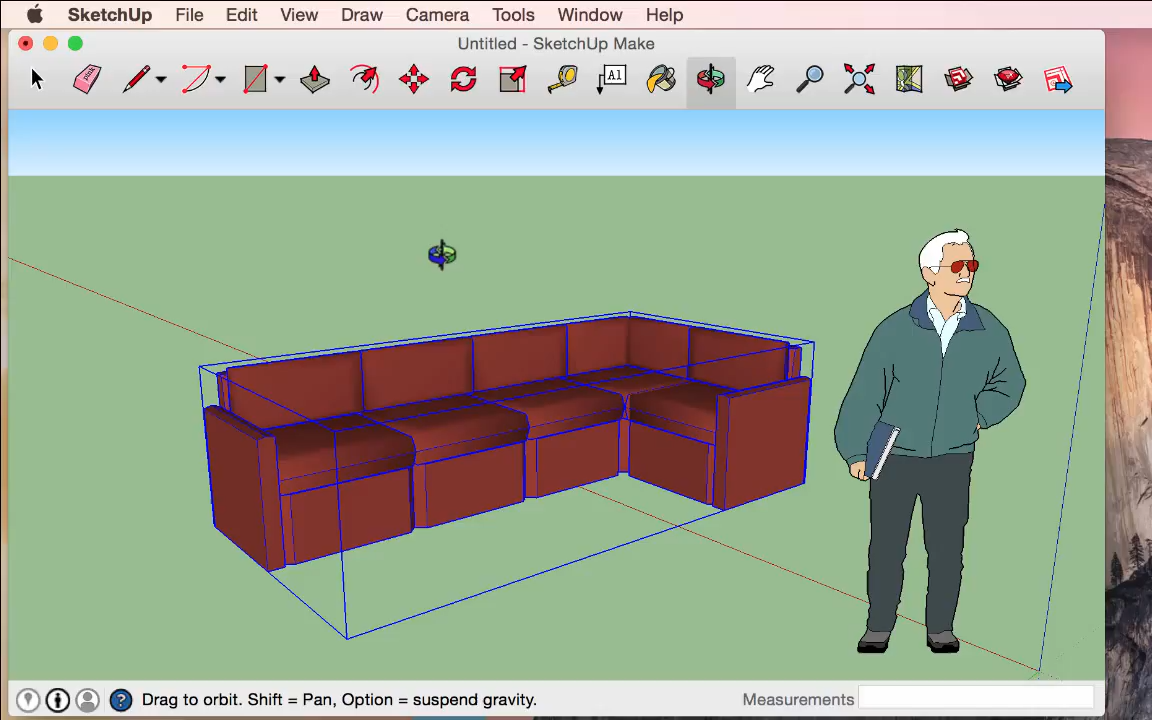 SketchUp File Edit View Draw Camera Tools Window Help
Untitled - SketchUp Make
A1
Drag to orbit. Shift = Pan, Option = suspend gravity.
Measurements